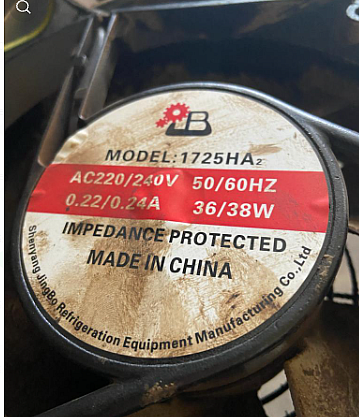 JB
MODEL:1725HA2
AC220/240V 50/60HZ
0.22/0.24A 36/38W
IMPEDANCE PROTECTED
MADE IN CHINA
Shenyang JingBo Refrigeration Equipment Manufacturing Co.,Ltd